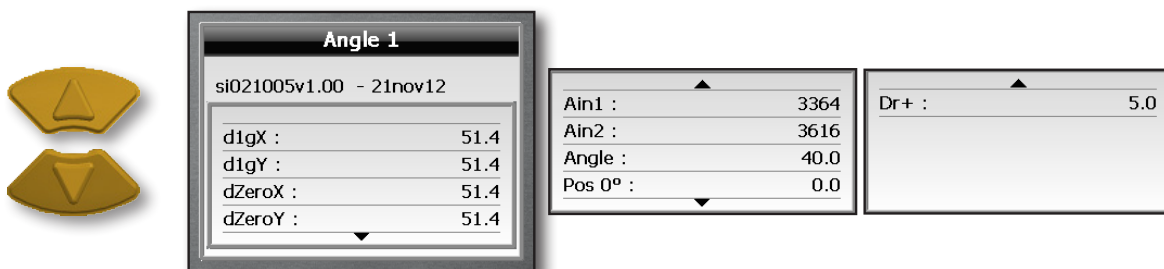 Angle 1
si021005v1.00 - 21nov12
d1gX : 51.4
d1gY : 51.4
dZeroX : 51.4
dZeroY : 51.4
Ain1 : 3364
Ain2 : 3616
Angle : 40.0
Pos 0º : 0.0
Dr+ : 5.0